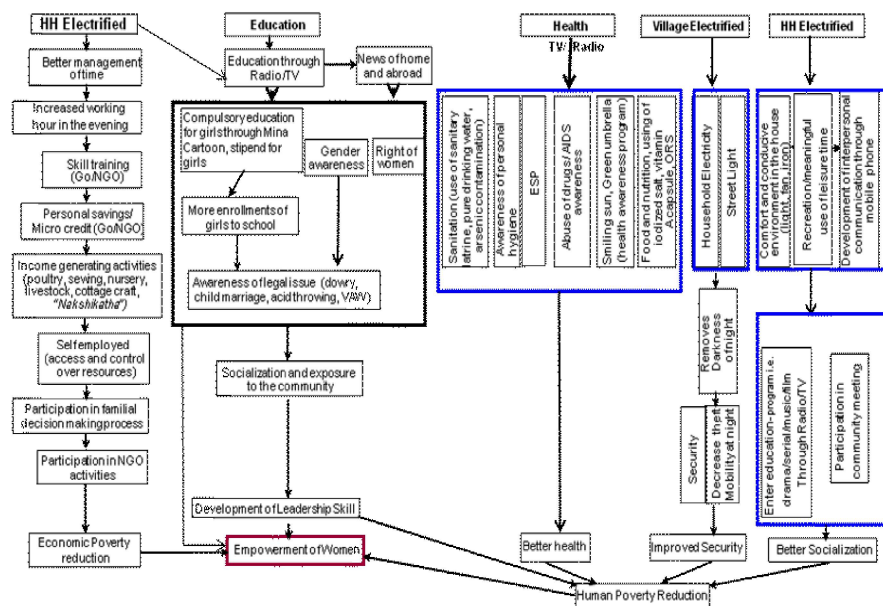 HH Electrified
Better management
of time
Increased working
hour in the evening
Skill training
(Go/NGO)
Personal savings/
Micro credit (Go/NGO
Income generating activities
(poultry, sewing, nursery,
livestock, cottage craft,
"Nakshikatha")
Self employed
(access and control
over resources)
Participation in familial
decision making process
Participation in NGO
activities
Economic Poverty
reduction
Education
Education through
Radio/TV
News of home
and abroad
Compulsory education
for girls through Mina
Cartoon, stipend for
girls
Gender
awareness
Right of
women
More enrollments of
girls to school
Awareness of legal issue (dowry,
child marriage, acid throwing, VAW)
Socialization and exposure
to the community
Development of Leadership Skill
Empowerment of Women
Health
TV/ Radio
Sanitation (use of sanitary
latrine, pure drinking water,
arsenic contamination)
Awareness of personal
hygiene
ESP
Abuse of drugs/ AIDS
awareness
Smiling sun, Green umbrella
(health awareness program)
Food and nutrition, using of
iodized salt, vitamin
A capsule, ORS
Better health
Village Electrified
Household Electricity
Street Light
Removes
Darkness
of night
Security
Decrease theft
Mobility at night
Improved Security
HH Electrified
Comfort and conducive
environment in the house
(light, fan, Iron)
Recreation/meaningful
use of leisure time
Development of interpersonal
communication through
mobile phone
Enter education-program i.e.
drama/serial/music/film
Through Radio/TV
Participation in
community meeting
Better Socialization
Human Poverty Reduction